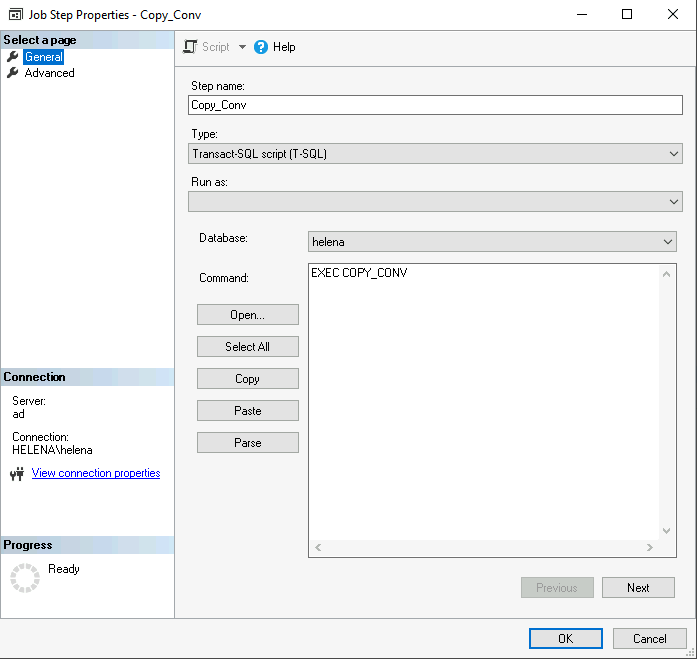 Job Step Properties - Copy_Conv
Select a page
General
Advanced
Script
Help
Step name:
Copy_Conv
Type:
Transact-SQL script (T-SQL)
Run as:
Database:
helena
Command:
EXEC COPY_CONV
Open...
Select All
Copy
Paste
Parse
Connection
Server:
ad
Connection:
HELENA\helena
View connection properties
Progress
Ready
Previous
Next
OK
Cancel